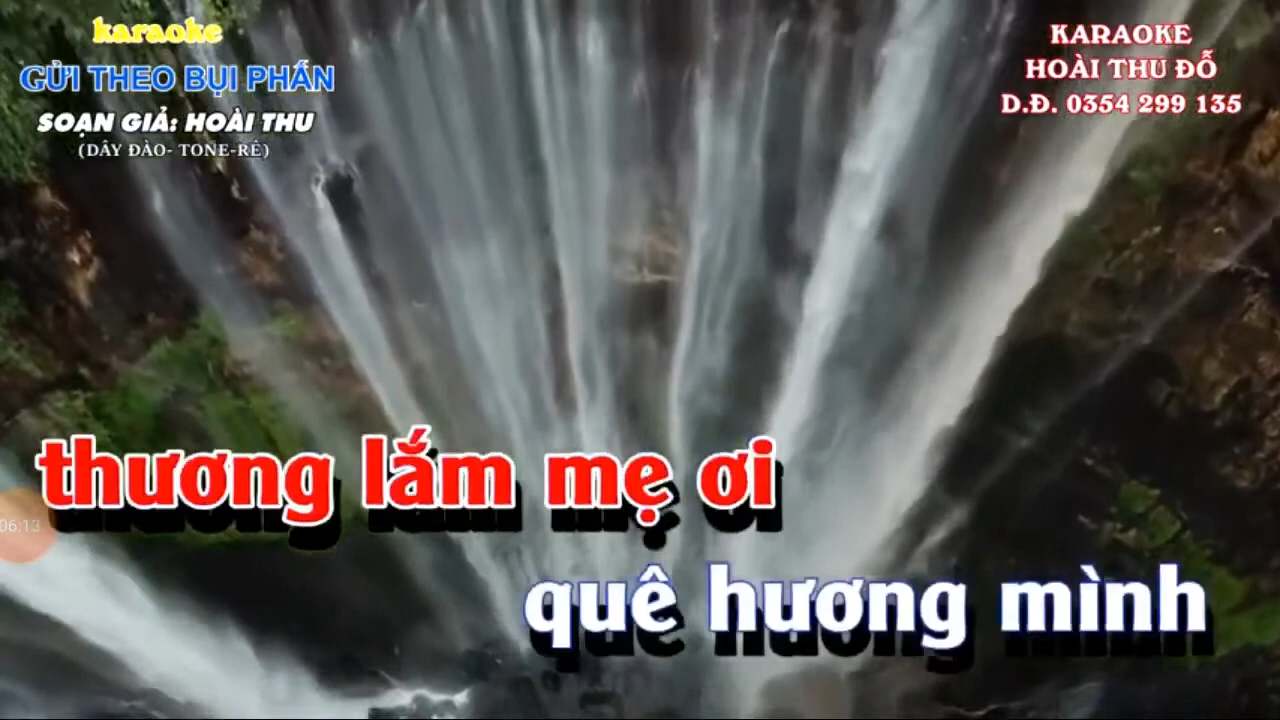 karaoke
GỬI THEO BỤI PHẤN
SOẠN GIẢ: HOÀI THU
(DÂY ĐÀO- TONE-RÊ)
KARAOKE
HOÀI THU ĐỖ
D.Đ. 0354 299 135
thương lắm mẹ ơi
06:13
quê hương mình